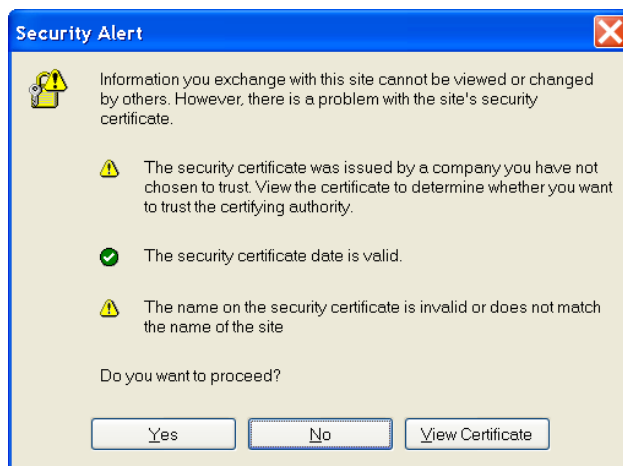 Security Alert
Information you exchange with this site cannot be viewed or changed
by others. However, there is a problem with the site's security
certificate.
The security certificate was issued by a company you have not
chosen to trust. View the certificate to determine whether you want
to trust the certifying authority.
The security certificate date is valid.
The name on the security certificate is invalid or does not match
the name of the site
Do you want to proceed?
Yes No View Certificate